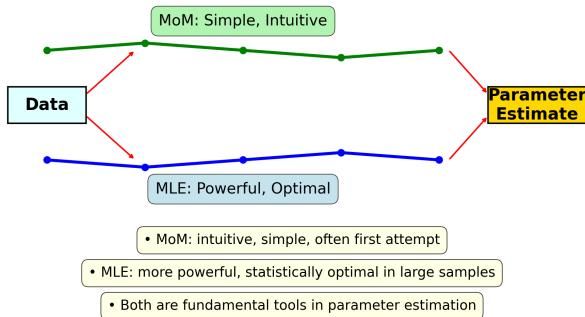 MoM: Simple, Intuitive
Data
Parameter
Estimate
MLE: Powerful, Optimal
• MoM: intuitive, simple, often first attempt
• MLE: more powerful, statistically optimal in large samples
• Both are fundamental tools in parameter estimation